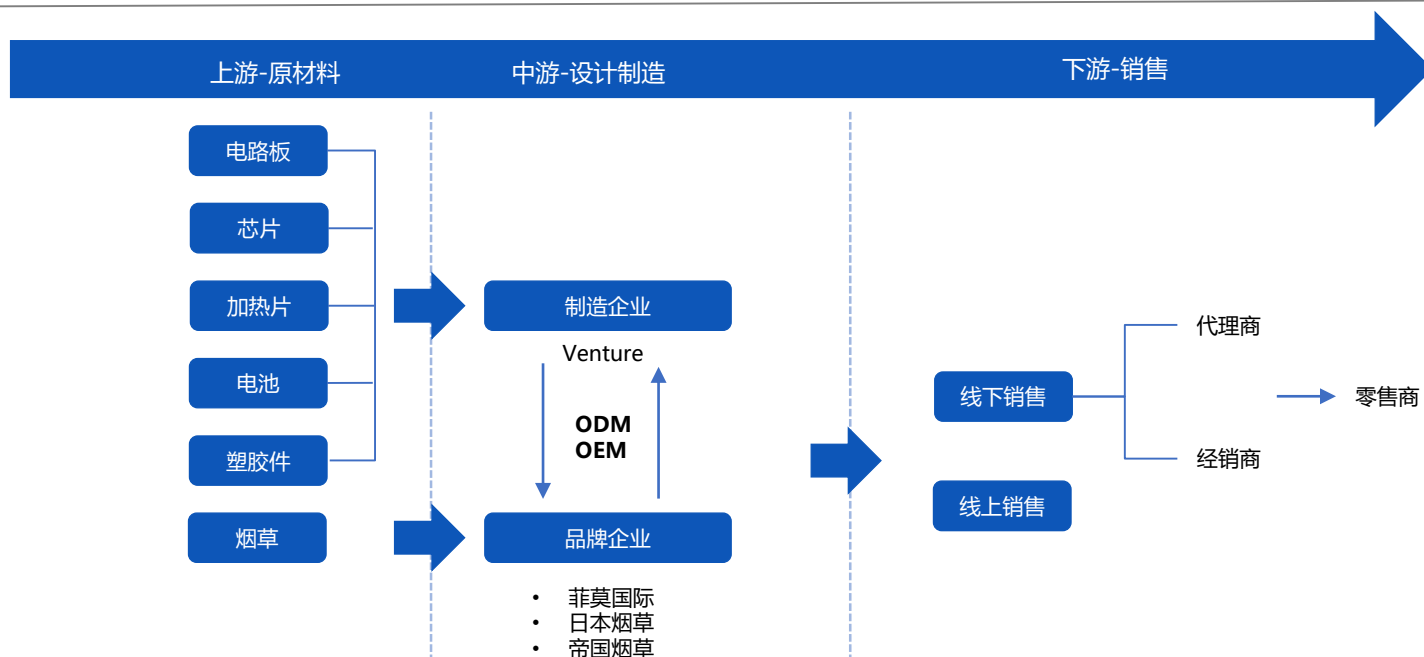 上游-原材料
中游-设计制造
下游-销售
电路板
芯片
加热片
电池
塑胶件
烟草
制造企业
Venture
ODM
OEM
品牌企业
• 菲莫国际
• 日本烟草
• 帝国烟草
线下销售
线上销售
代理商
经销商
零售商